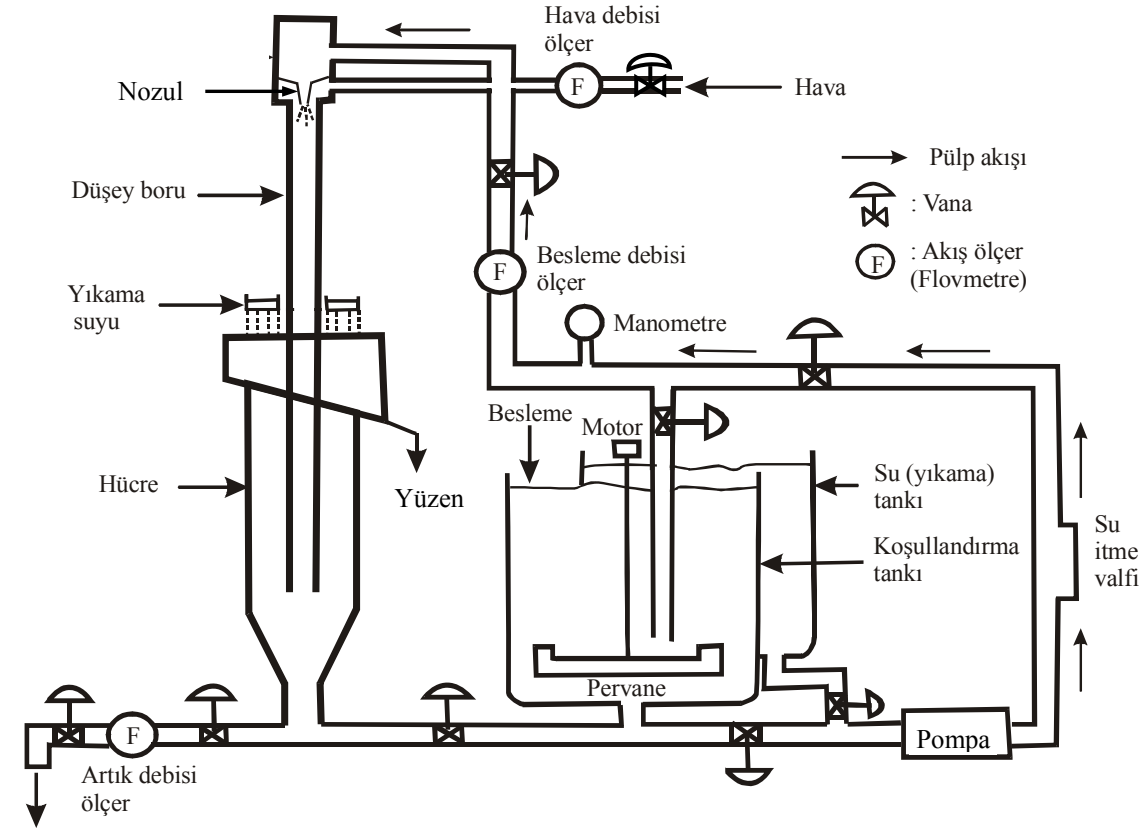 Hava debisi
ölçer
F
Nozul
Hava
Pülp akışı
Düşey boru
: Vana
F
: Akış ölçer
(Flovmetre)
F
Besleme debisi
ölçer
Yıkama
suyu
Manometre
Besleme
Motor
Hücre
Yüzen
Su (yıkama)
tankı
Koşullandırma
tankı
Su
itme
valfi
Pervane
F
Pompa
Artık debisi
ölçer